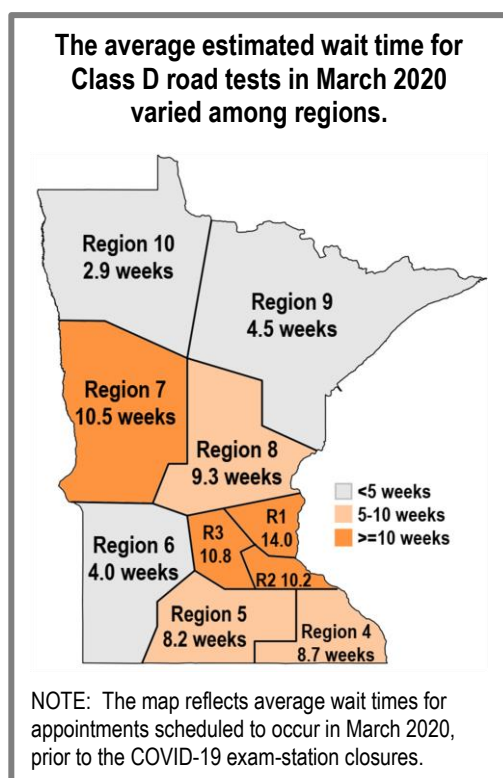 The average estimated wait time for
Class D road tests in March 2020
varied among regions.
Region 10
2.9 weeks
Region 9
4.5 weeks
Region 7
10.5 weeks
Region 8
9.3 weeks
<5 weeks
5-10 weeks
>=10 weeks
R1
14.0
R3
10.8
Region 6
4.0 weeks
R2 10.2
Region 5
8.2 weeks
Region 4
8.7 weeks
NOTE: The map reflects average wait times for
appointments scheduled to occur in March 2020,
prior to the COVID-19 exam-station closures.